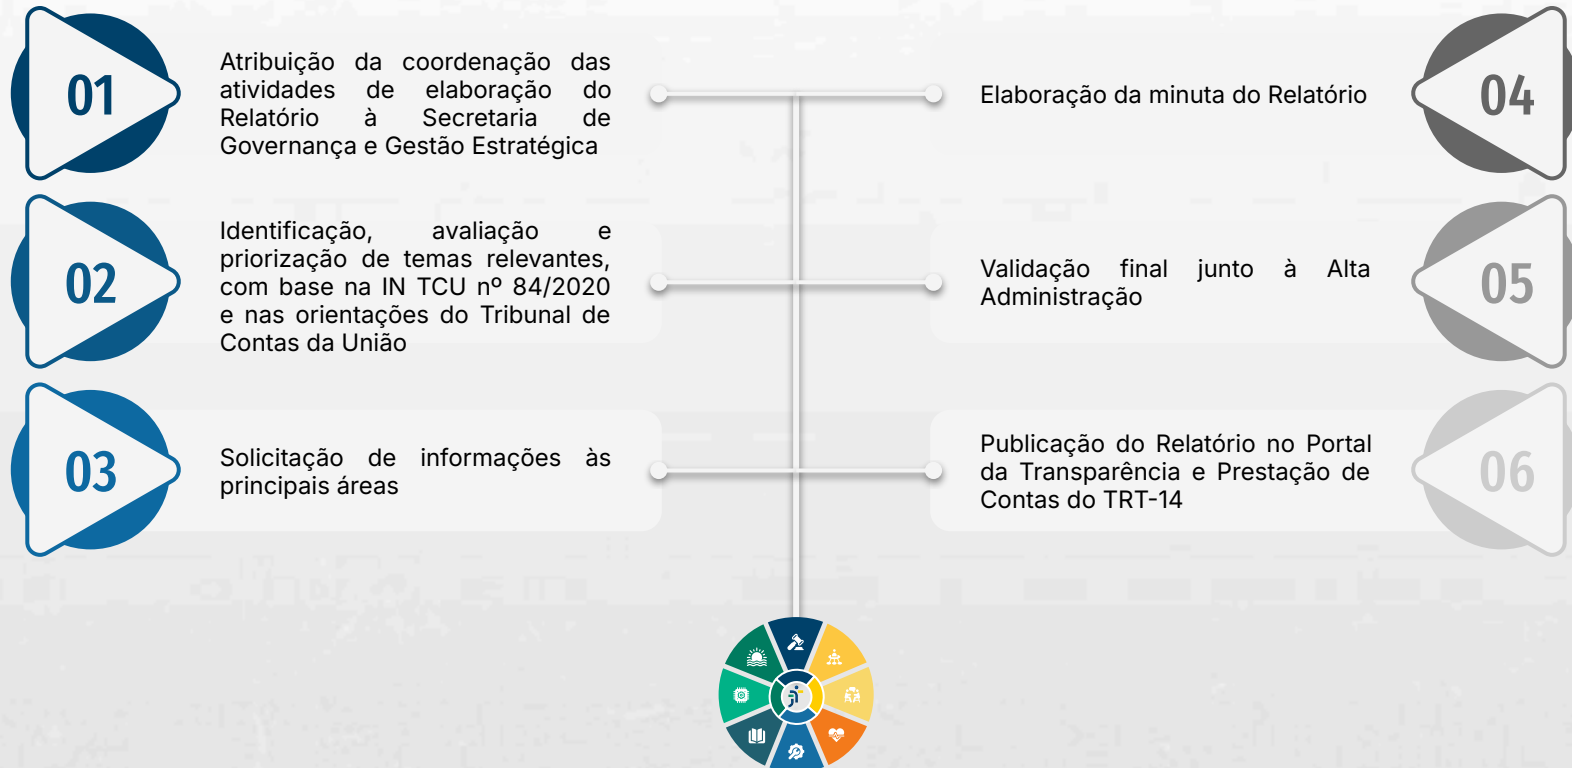 01
Atribuição da coordenação das
atividades de elaboração do
Relatório à Secretaria de
Governança e Gestão Estratégica
02
Identificação, avaliação e
priorização de temas relevantes,
com base na IN TCU nº 84/2020
e nas orientações do Tribunal de
Contas da União
03
Solicitação de informações às
principais áreas
04
Elaboração da minuta do Relatório
05
Validação final junto à Alta
Administração
06
Publicação do Relatório no Portal
da Transparência e Prestação de
Contas do TRT-14